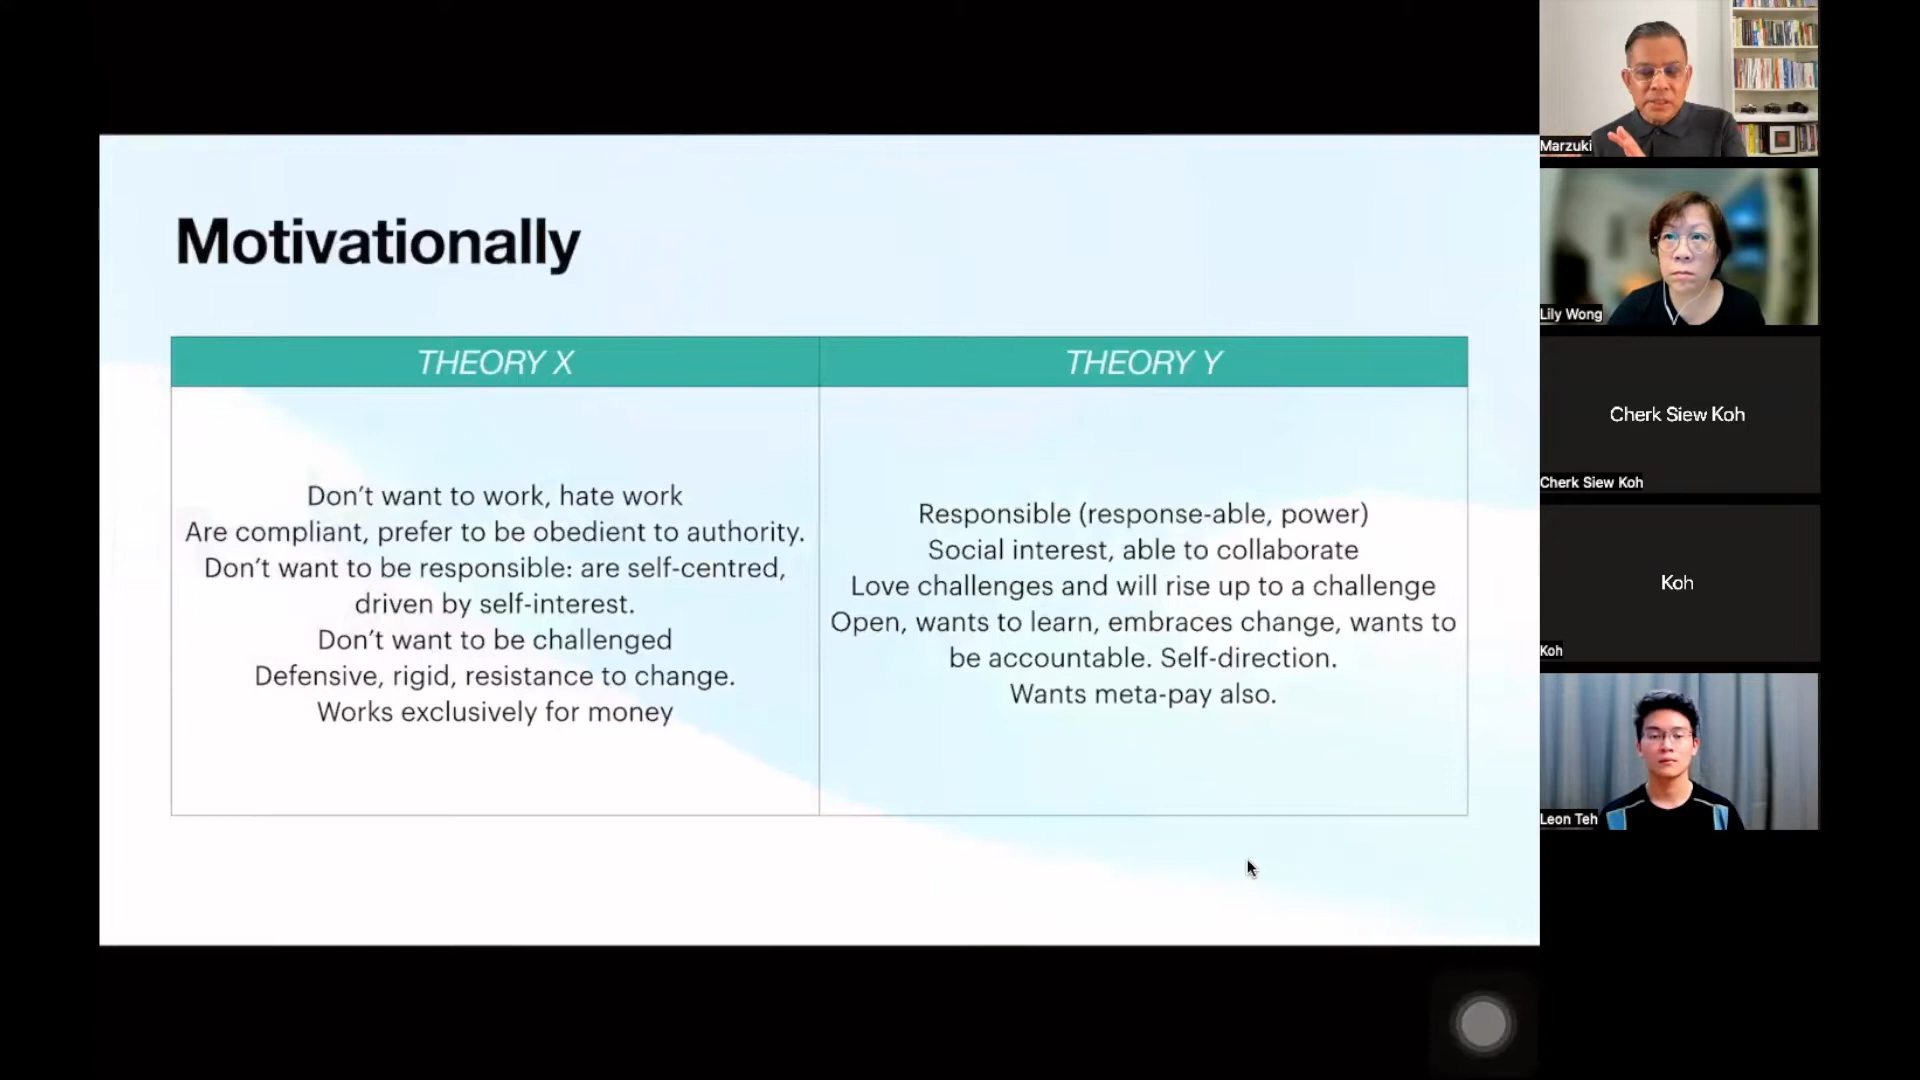 Motivationally
THEORY X
THEORY Y
Don't want to work, hate work
Are compliant, prefer to be obedient to authority.
Don't want to be responsible: are self-centred,
driven by self-interest.
Don't want to be challenged
Defensive, rigid, resistance to change.
Works exclusively for money
Responsible (response-able, power)
Social interest, able to collaborate
Love challenges and will rise up to a challenge
Open, wants to learn, embraces change, wants to
be accountable. Self-direction.
Wants meta-pay also.
Marzuki
Lily Wong
Cherk Siew Koh
Cherk Siew Koh
Koh
Koh
Leon Teh